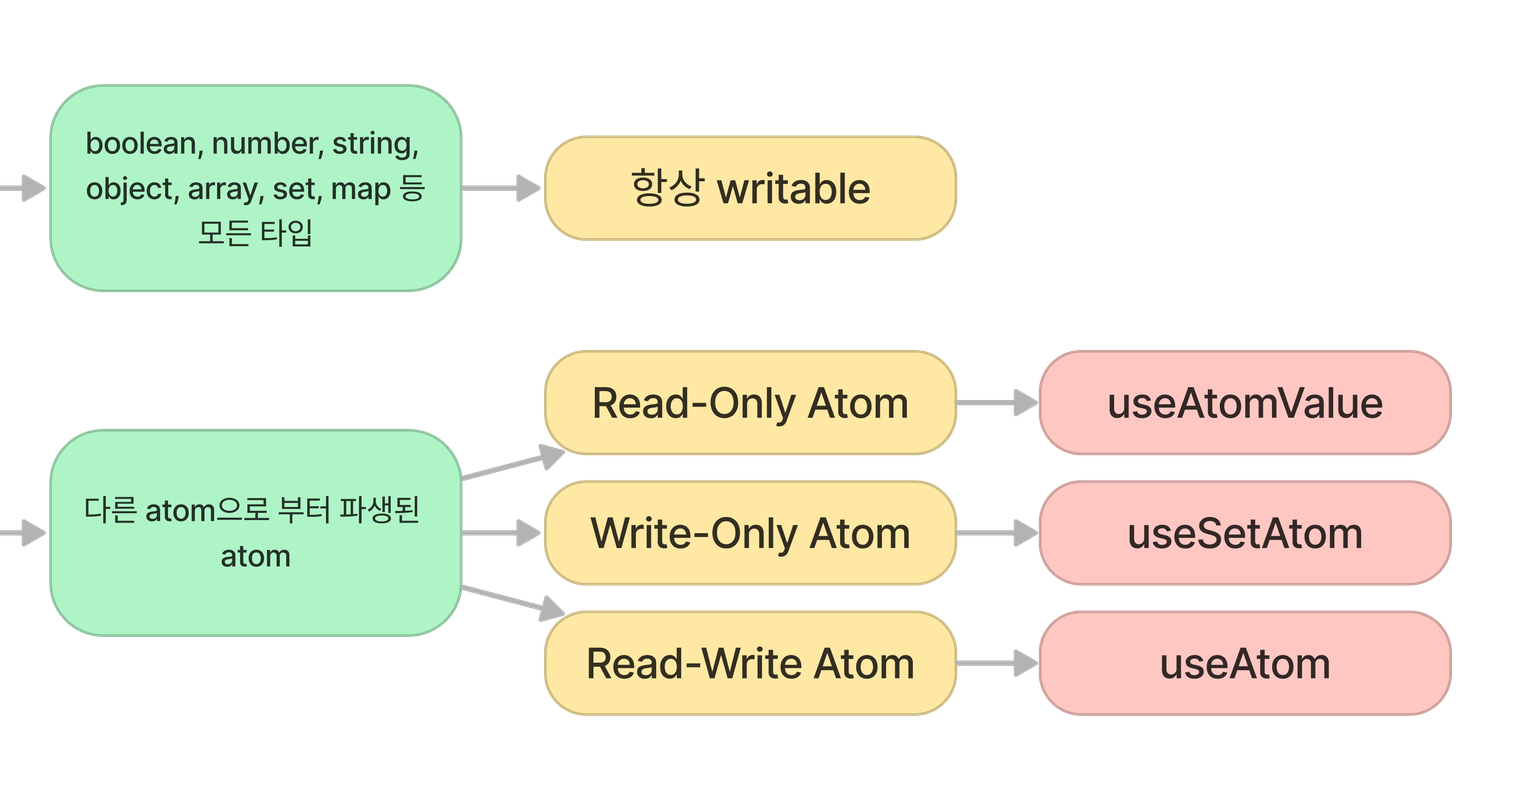 boolean, number, string,
object, array, set, map 등
모든 타입
항상 writable
다른 atom으로 부터 파생된
atom
Read-Only Atom
useAtomValue
Write-Only Atom
useSetAtom
Read-Write Atom
useAtom